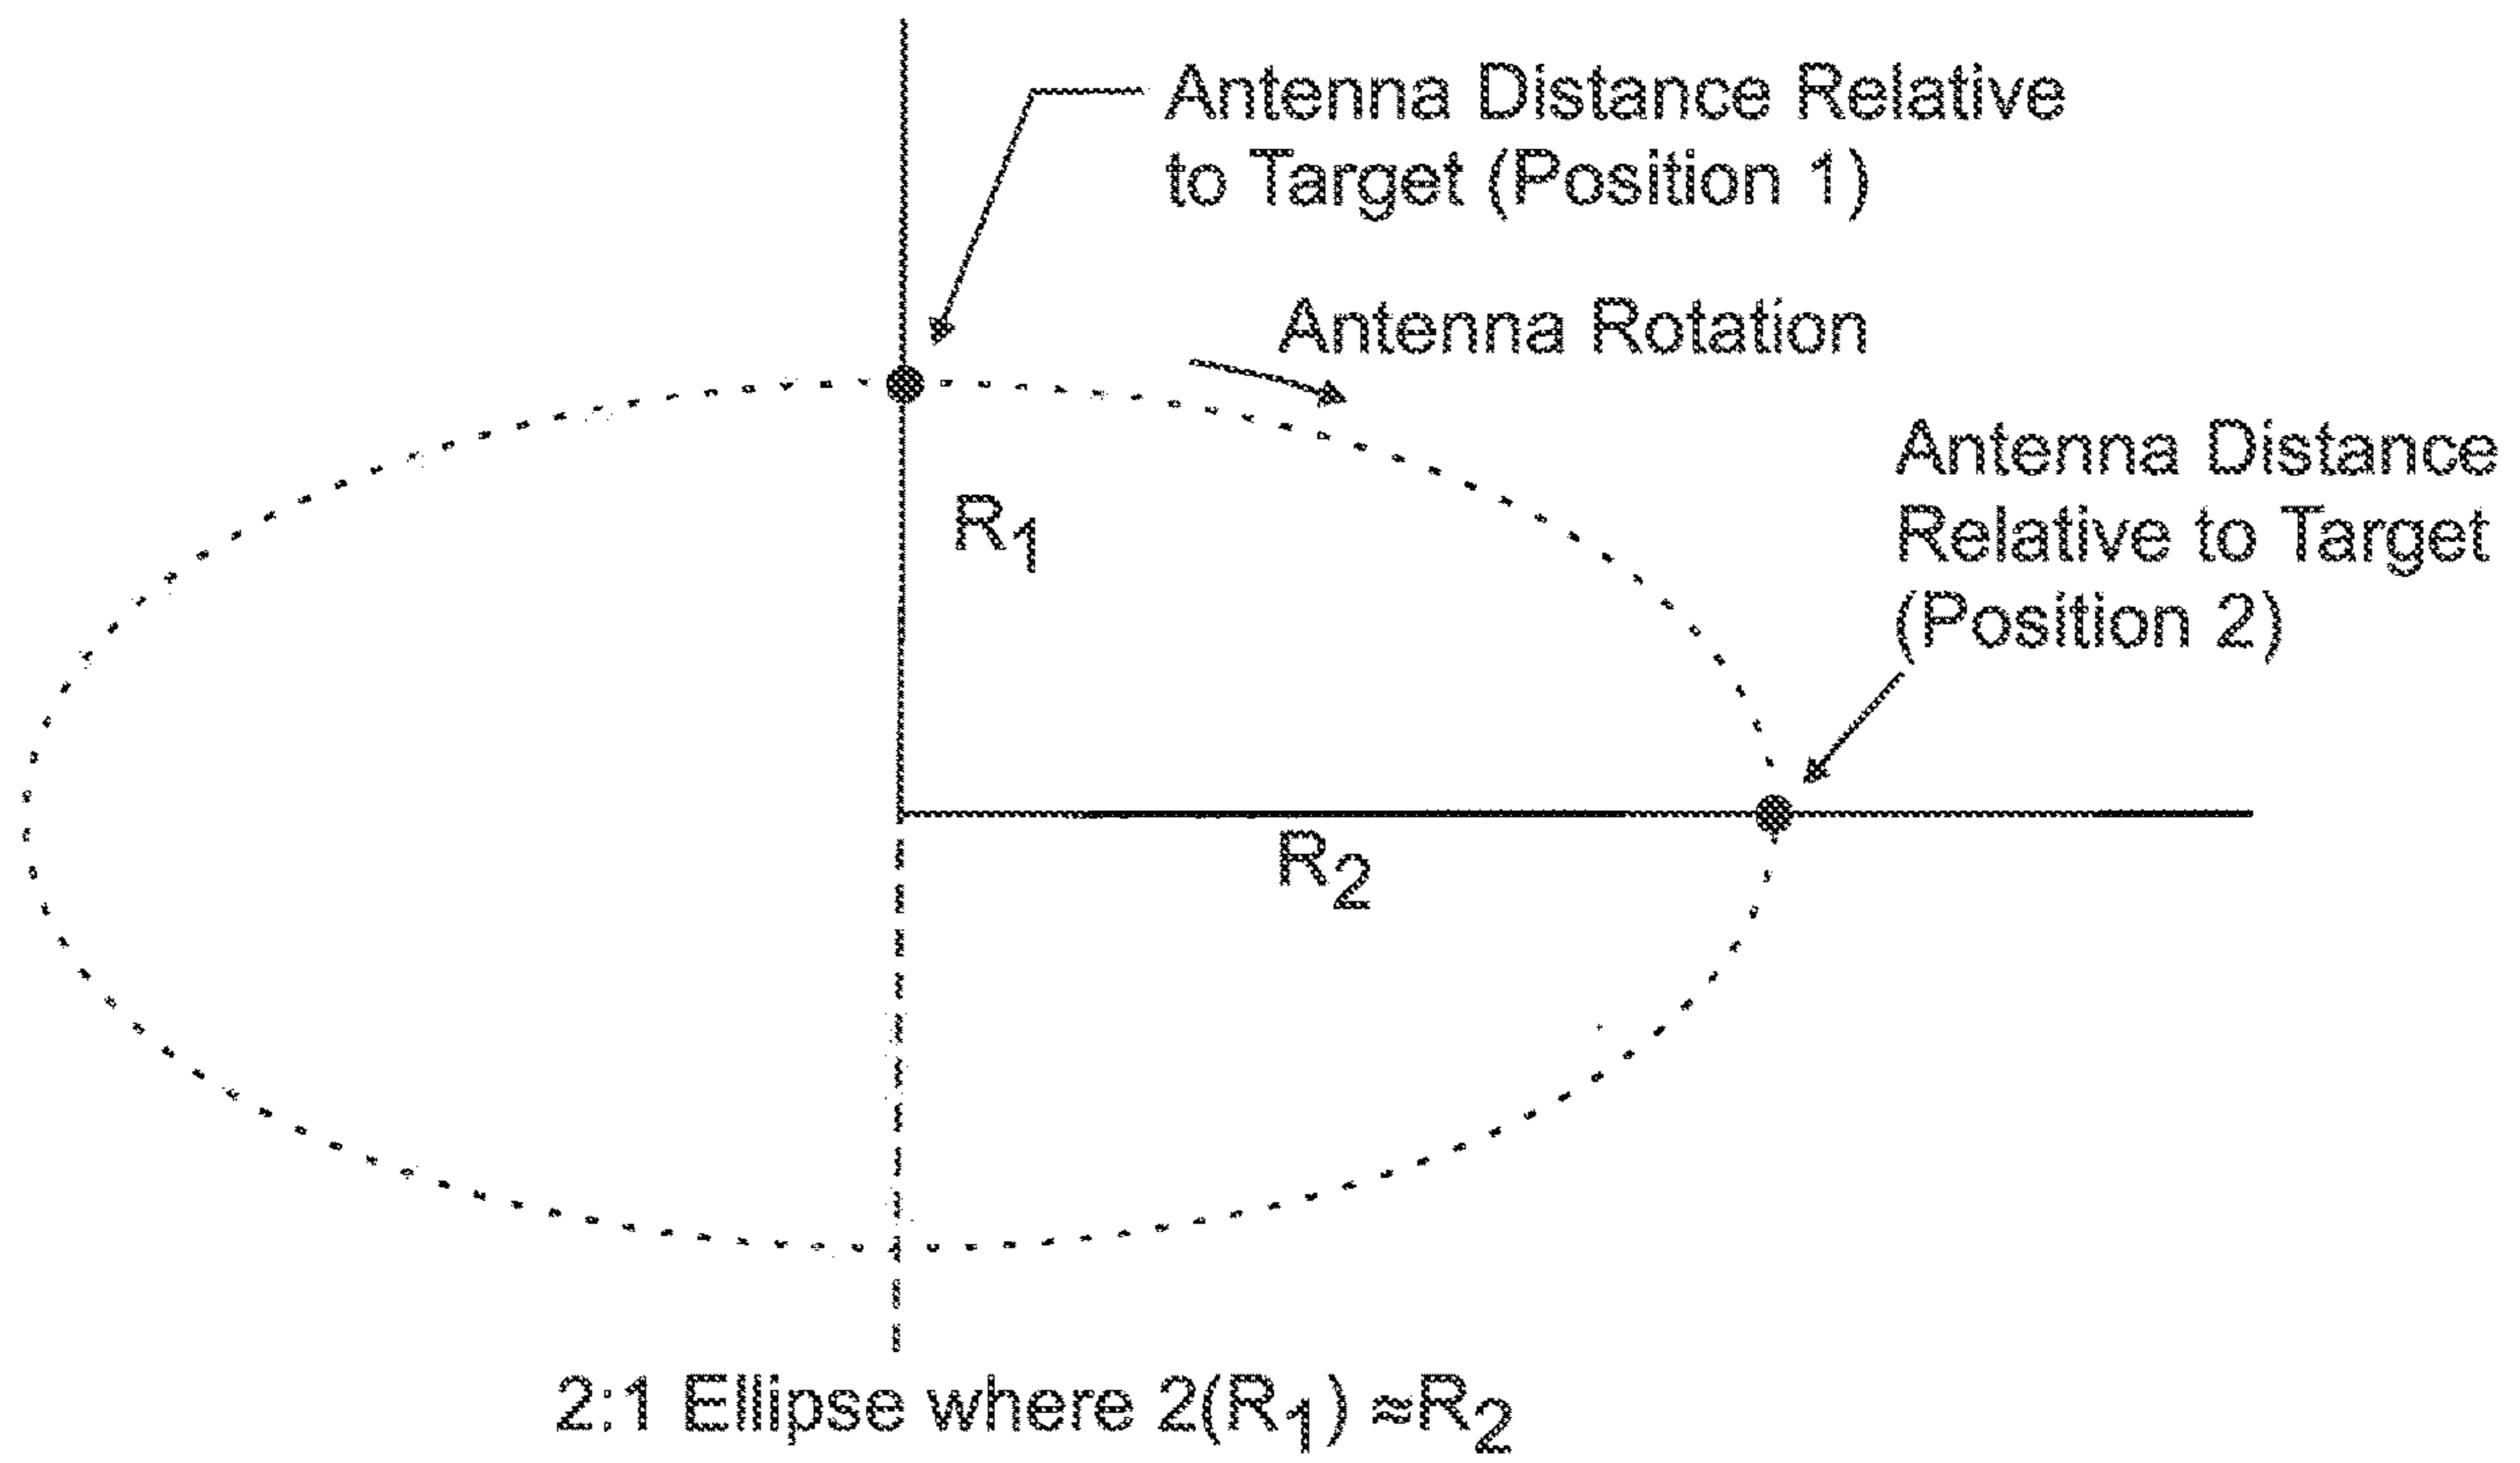 Antenna Distance Relative
to Target (Position 1)
Antenna Rotation
Antenna Distance
Relative to Target
(Position 2)
R1
R2
2:1 Ellipse where 2(R1) ≈R2